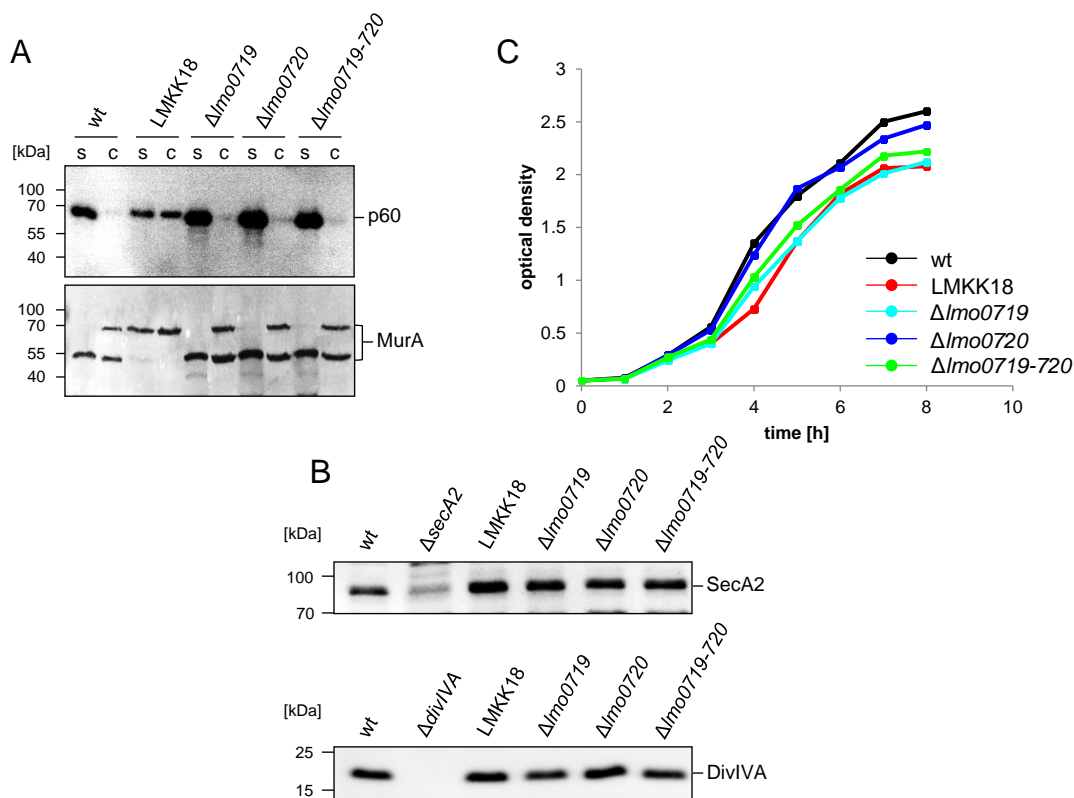 A
wt LMKK18 Δlmo0719 Δlmo0720 Δlmo0719-720
[kDa] s c s c s c s c s c
100
70
55
40
p60
100
70
55
40
MurA
C
3
2.5
2
1.5
1
0.5
0
0 2 4 6 8 10
optical density
time [h]
wt
LMKK18
Δlmo0719
Δlmo0720
Δlmo0719-720
B
[kDa] wt ΔsecA2 LMKK18 Δlmo0719 Δlmo0720 Δlmo0719-720
100
70
SecA2
[kDa] wt ΔdivIVA LMKK18 Δlmo0719 Δlmo0720 Δlmo0719-720
25
15
DivIVA